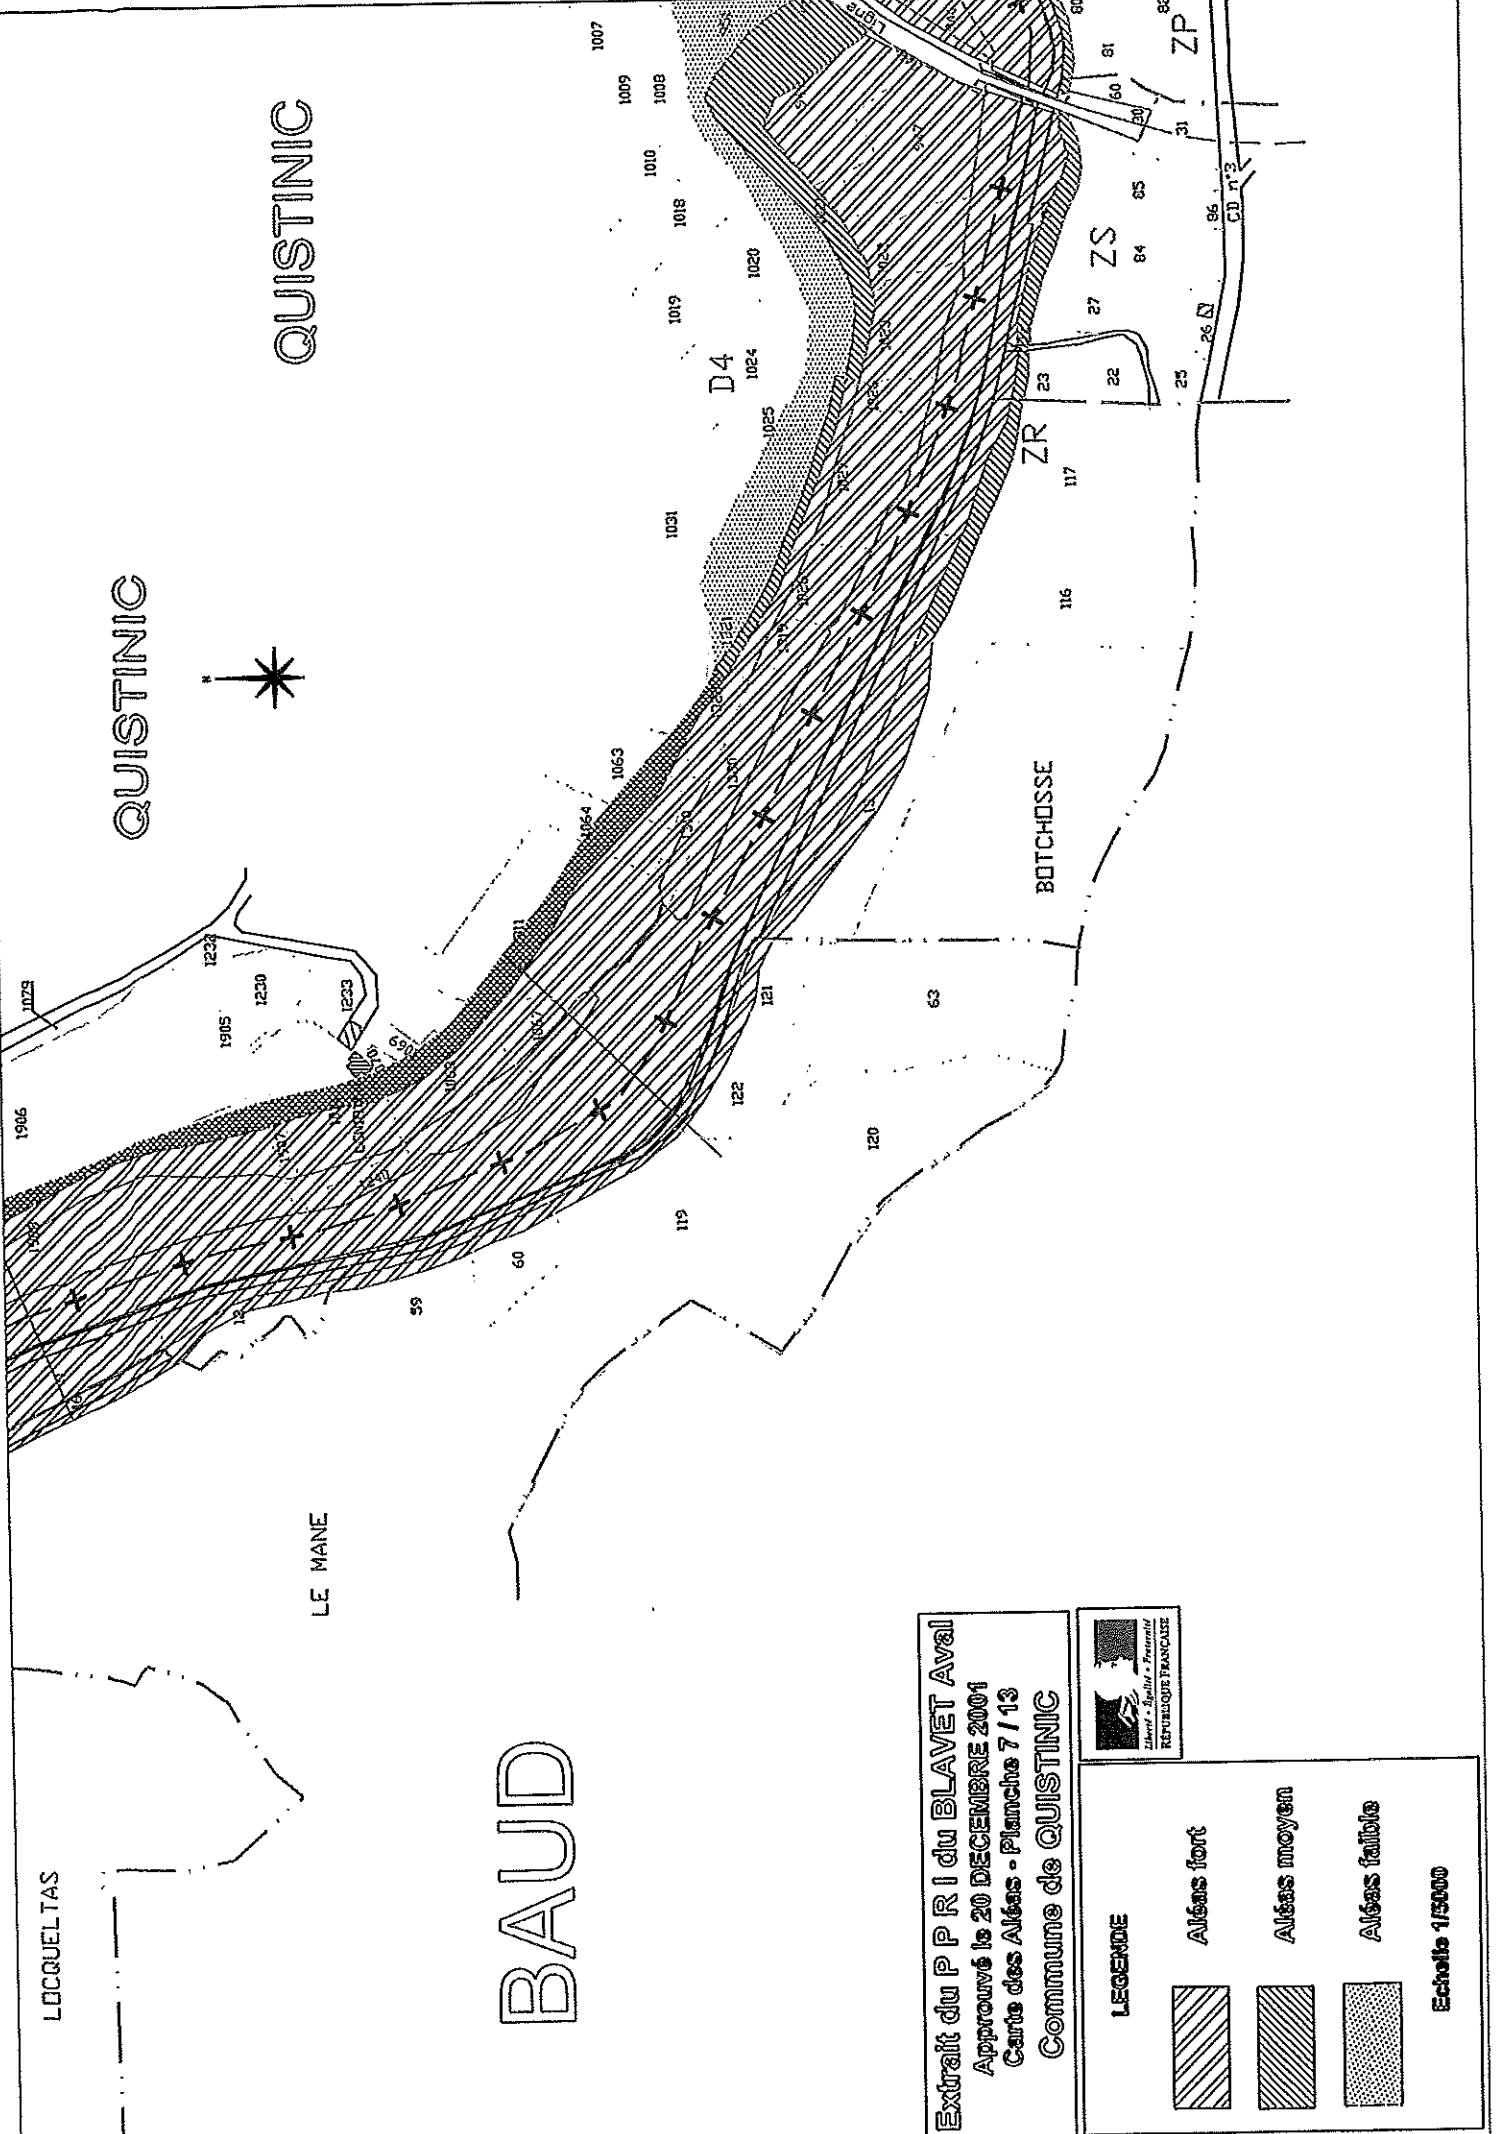 LOCQUELTAS
LE MANE
BAUD
QUISTINIC
QUISTINIC
N
1906
1079
1905
1230
1232
1233
1069
59
60
119
120
122
121
63
BOTCHOSSE
1064
1063
1031
1025
1024
D4
1019
1020
1018
1010
1009
1008
1007
116
117
ZR
23
22
25
26
27
ZS
84
85
86
CD n°3
31
30
60
81
80
ZP
Ligne
Extrait du P P R I du BLAVET Aval
Approuvé le 20 DECEMBRE 2001
Carte des Aléas - Planche 7 / 13
Commune de QUISTINIC
Liberté • Égalité • Fraternité
RÉPUBLIQUE FRANÇAISE
LEGENDE
Aléas fort
Aléas moyen
Aléas faible
Echelle 1/5000